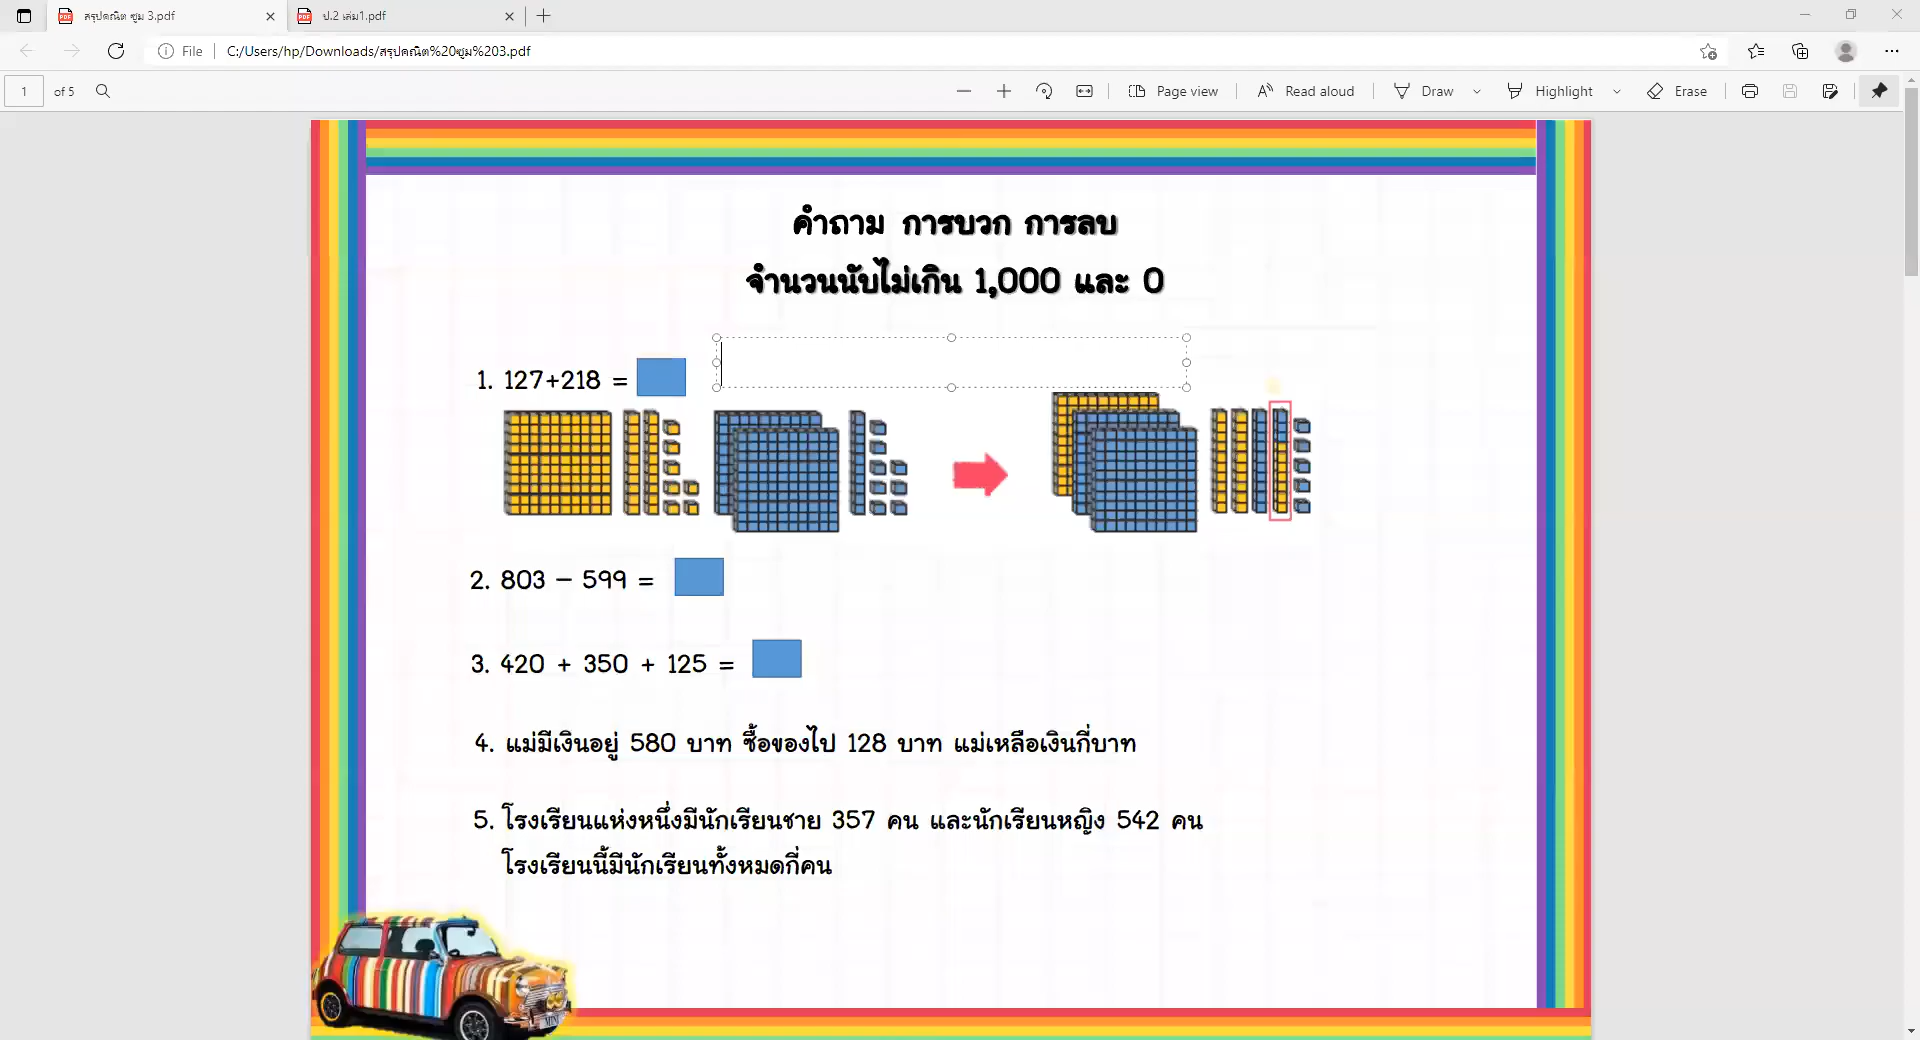 สรุปคณิต ซูม 3.pdf
ป.2 เล่ม1.pdf
File
C:/Users/hp/Downloads/สรุปคณิต%20ซูม%203.pdf
1 of 5
Page view
Read aloud
Draw
Highlight
Erase
คำถาม การบวก การลบ
จำนวนนับไม่เกิน 1,000 และ 0
1. 127+218 =
2. 803 – 599 =
3. 420 + 350 + 125 =
4. แม่มีเงินอยู่ 580 บาท ซื้อของไป 128 บาท แม่เหลือเงินกี่บาท
5. โรงเรียนแห่งหนึ่งมีนักเรียนชาย 357 คน และนักเรียนหญิง 542 คน
โรงเรียนนี้มีนักเรียนทั้งหมดกี่คน
MINI